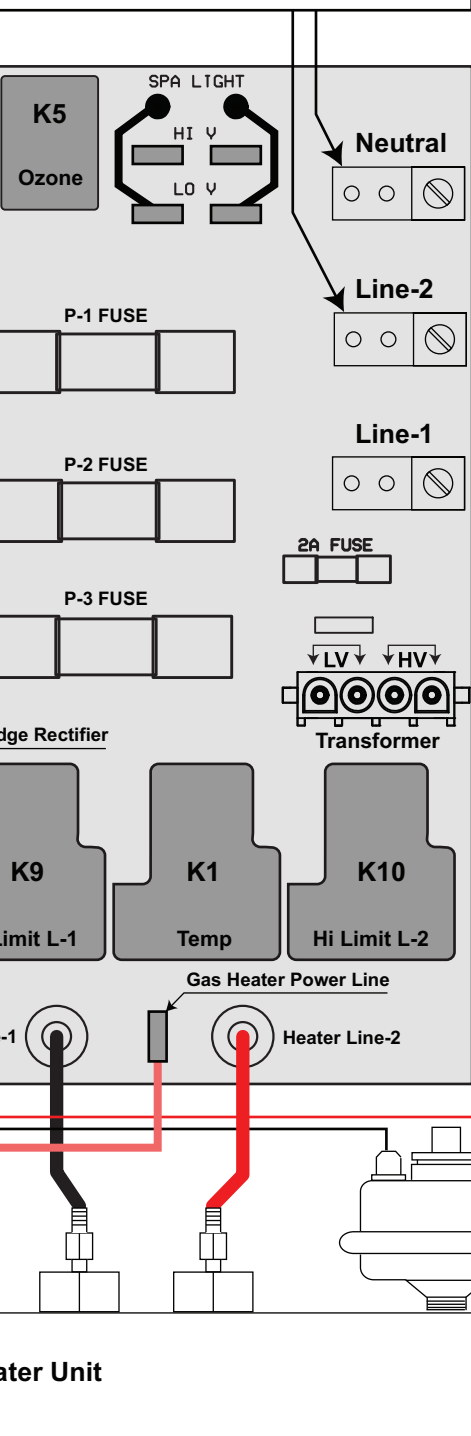 SPA LIGHT
K5
HI V
Neutral
Ozone
LO V
Line-2
P-1 FUSE
Line-1
P-2 FUSE
2A FUSE
P-3 FUSE
LV
HV
dge Rectifier
Transformer
K9
K1
K10
imit L-1
Temp
Hi Limit L-2
Gas Heater Power Line
-1
Heater Line-2
ater Unit